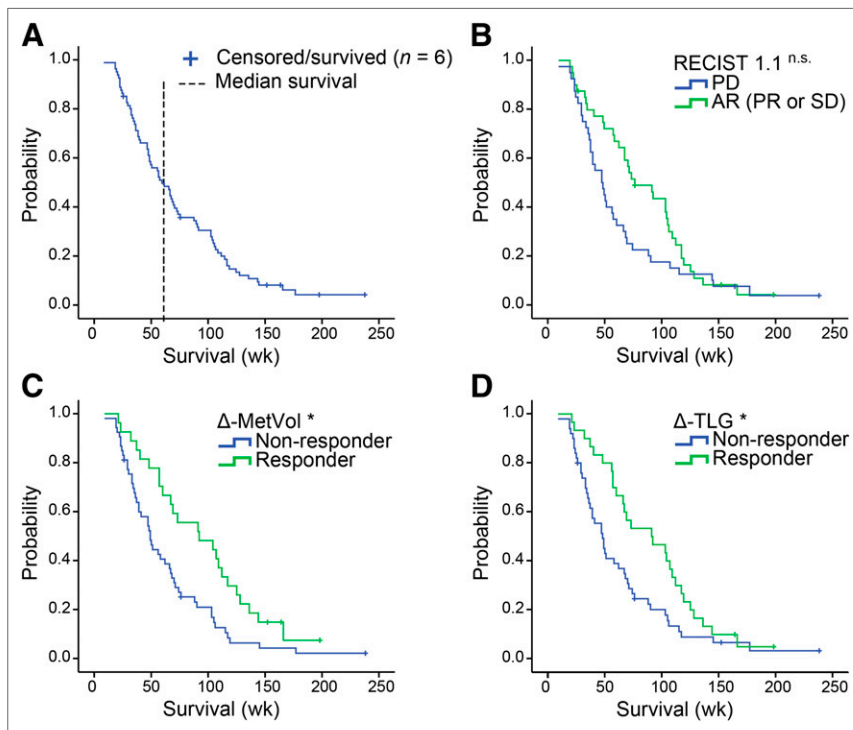 A
Censored/survived (n = 6)
Median survival
1.0
0.8
0.6
0.4
0.2
0.0
Probability
0 50 100 150 200 250
Survival (wk)
B
RECIST 1.1 n.s.
PD
AR (PR or SD)
1.0
0.8
0.6
0.4
0.2
0.0
Probability
0 50 100 150 200 250
Survival (wk)
C
Δ-MetVol *
Non-responder
Responder
1.0
0.8
0.6
0.4
0.2
0.0
Probability
0 50 100 150 200 250
Survival (wk)
D
Δ-TLG *
Non-responder
Responder
1.0
0.8
0.6
0.4
0.2
0.0
Probability
0 50 100 150 200 250
Survival (wk)